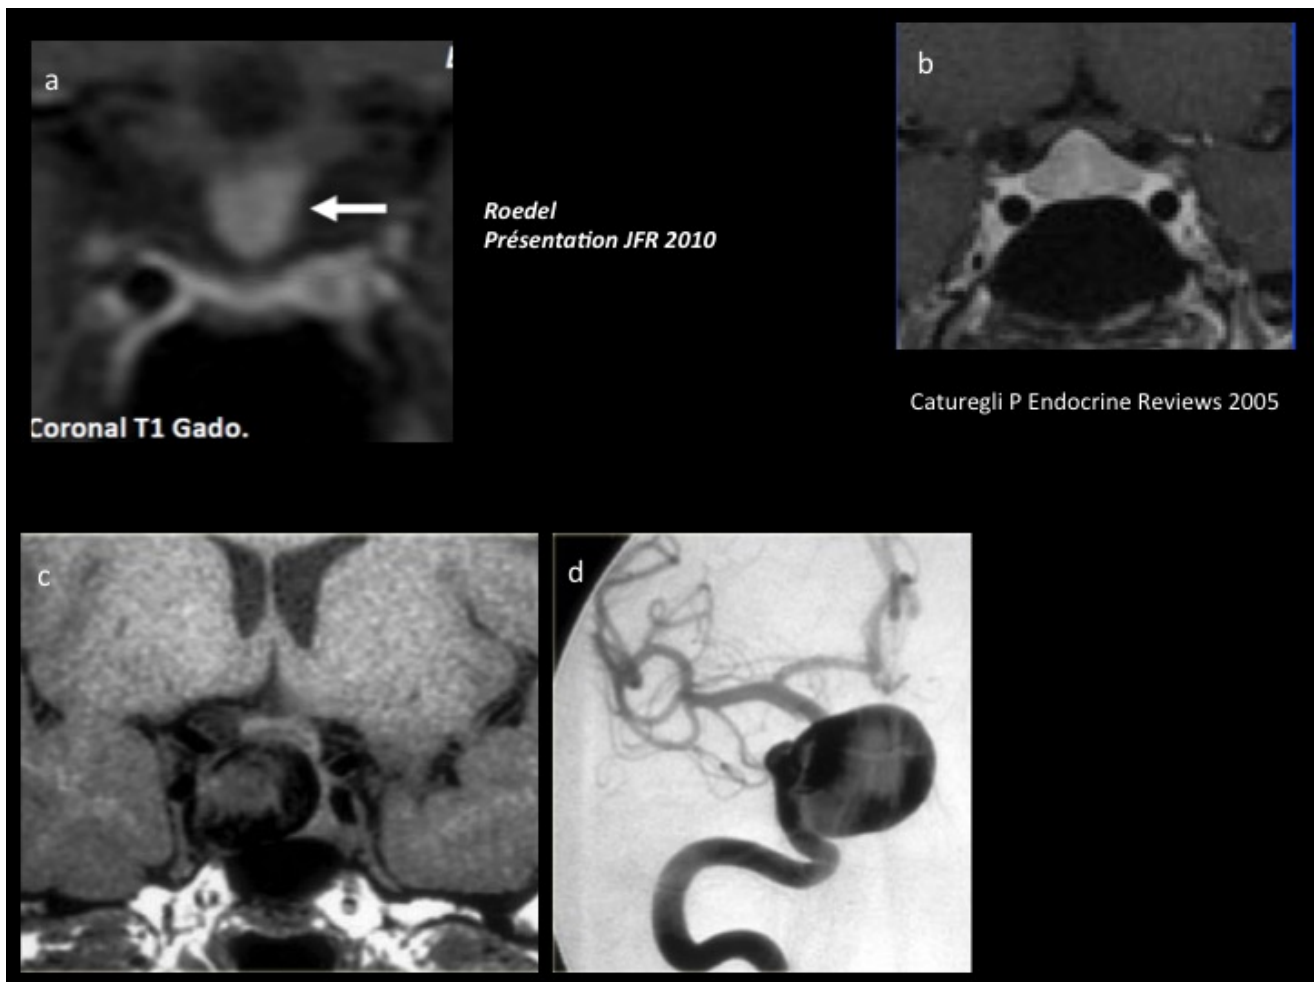 a
b
Roedel
Présentation JFR 2010
Coronal T1 Gado.
Caturegli P Endocrine Reviews 2005
c
d